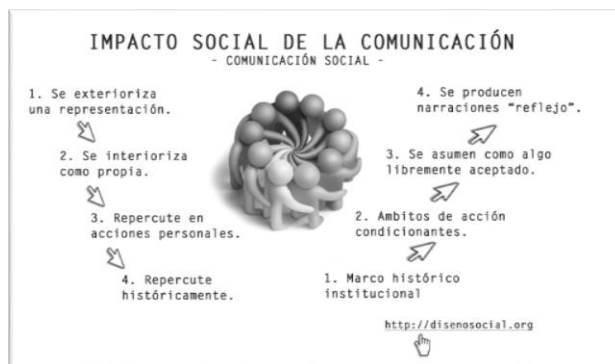 IMPACTO SOCIAL DE LA COMUNICACIÓN
- COMUNICACIÓN SOCIAL -
1. Se exterioriza
una representación.
2. Se interioriza
como propia.
3. Repercute en
acciones personales.
4. Repercute
históricamente.
4. Se producen
narraciones “reflejo”.
3. Se asumen como algo
libremente aceptado.
2. Ambitos de acción
condicionantes.
1. Marco histórico
institucional
http://disenosocial.org